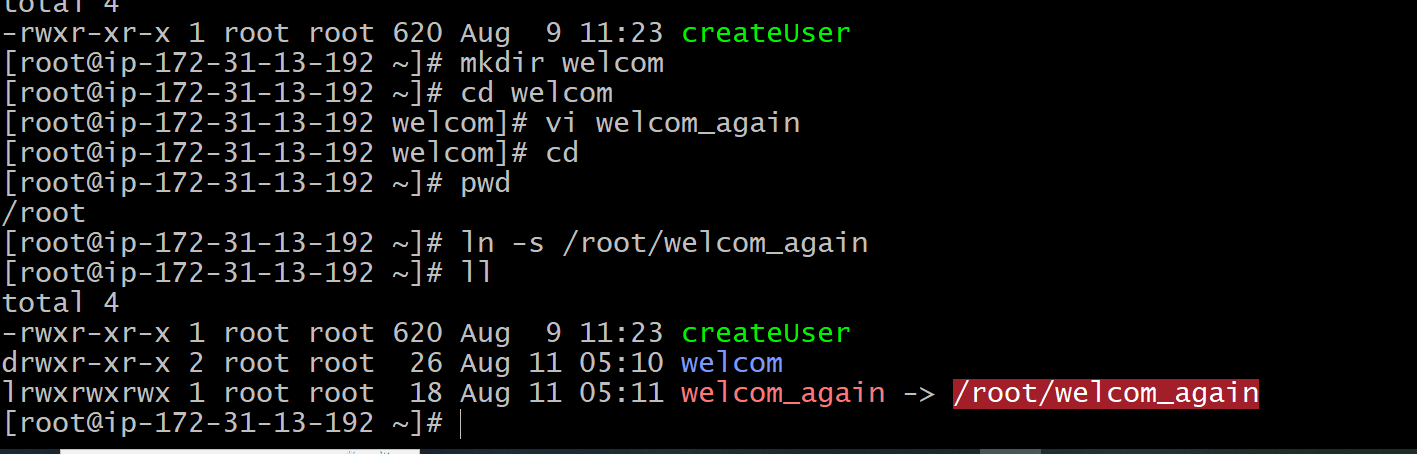 total 4
-rwxr-xr-x 1 root root 620 Aug  9 11:23 createUser
[root@ip-172-31-13-192 ~]# mkdir welcom
[root@ip-172-31-13-192 ~]# cd welcom
[root@ip-172-31-13-192 welcom]# vi welcom_again
[root@ip-172-31-13-192 welcom]# cd
[root@ip-172-31-13-192 ~]# pwd
/root
[root@ip-172-31-13-192 ~]# ln -s /root/welcom_again
[root@ip-172-31-13-192 ~]# ll
total 4
-rwxr-xr-x 1 root root 620 Aug  9 11:23 createUser
drwxr-xr-x 2 root root  26 Aug 11 05:10 welcom
lrwxrwxrwx 1 root root  18 Aug 11 05:11 welcom_again -> /root/welcom_again
[root@ip-172-31-13-192 ~]#